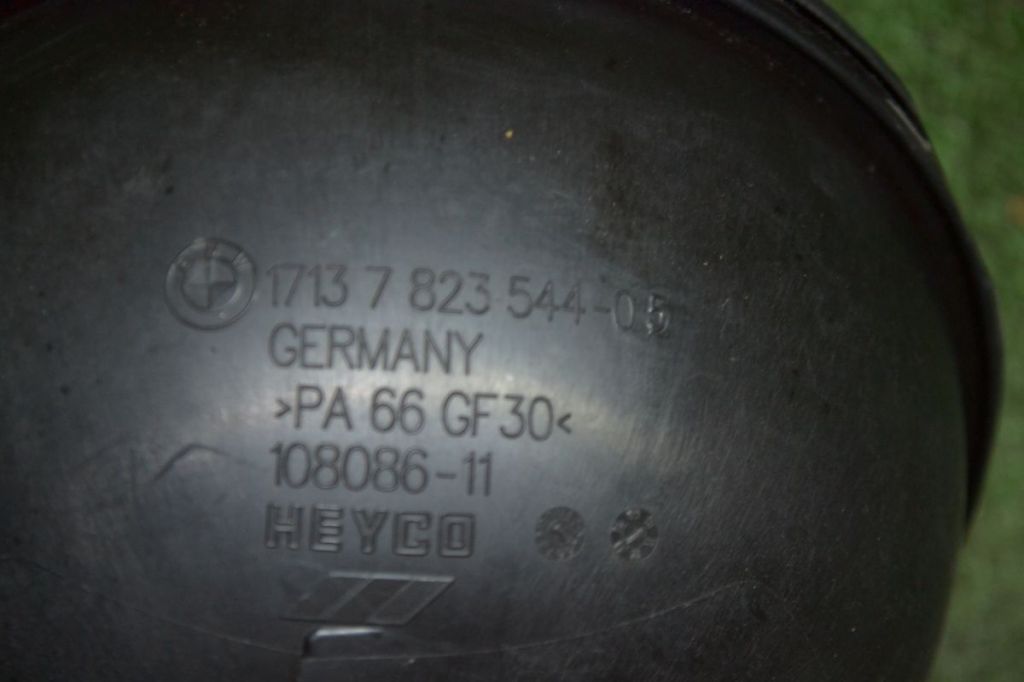 1713 7 823 544-05
GERMANY
>PA 66 GF30<
108086-11
HEYCO